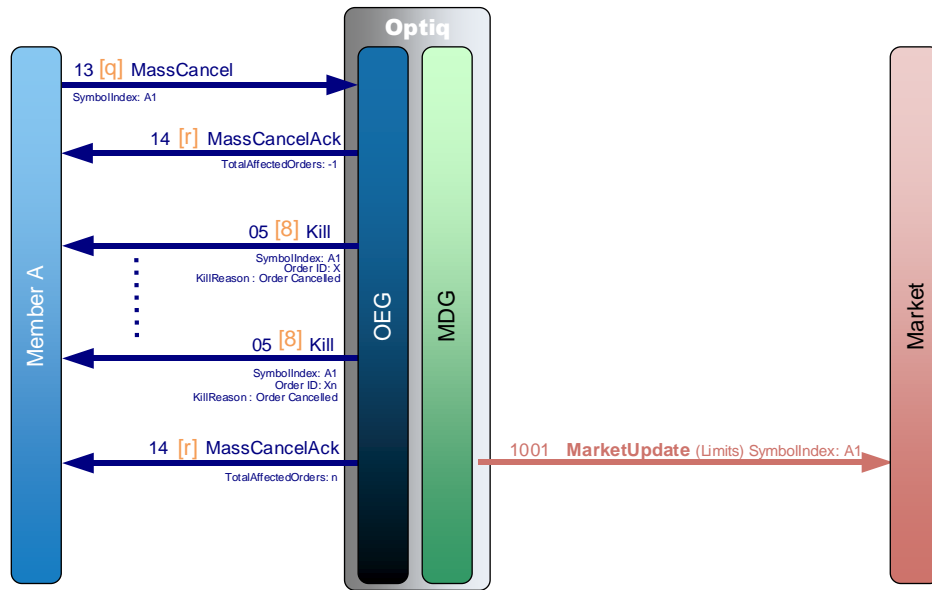 Optiq
13 [q] MassCancel
SymbolIndex: A1
14 [r] MassCancelAck
TotalAffectedOrders: -1
05 [8] Kill
SymbolIndex: A1
Order ID: X
KillReason : Order Cancelled
Member A
OEG
MDG
Market
05 [8] Kill
SymbolIndex: A1
Order ID: Xn
KillReason : Order Cancelled
14 [r] MassCancelAck
TotalAffectedOrders: n
1001 MarketUpdate (Limits) SymbolIndex: A1